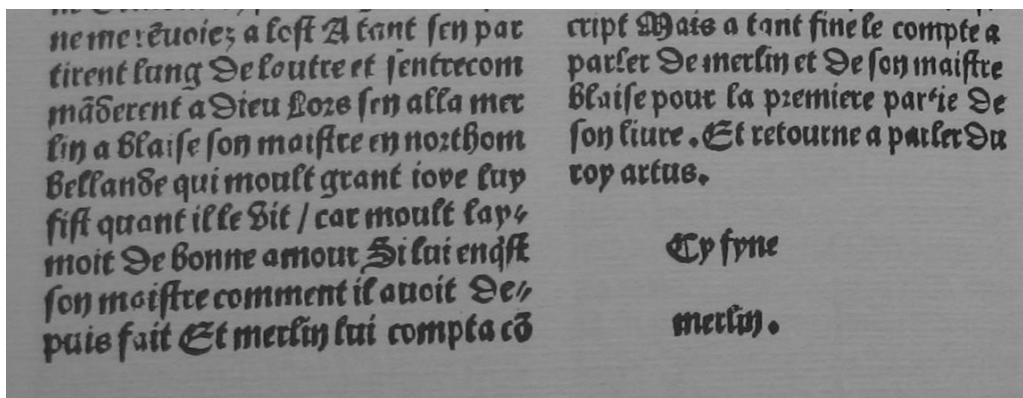 ne me rẽuoiez a lost A tant sen par
tirent lung de loutre et sentrecom
mãderent a dieu Lors sen alla mer
lin a blaise son maistre en northom
bellande qui moult grant ioye luy
fist quant il le vit / car moult lay⸗
moit de bonne amour Si lui enqſt
son maistre comment il auoit de⸗
puis fait Et merlin lui compta cõ
cript Mais a tant fine le compte a
parler de merlin et de son maistre
blaise pour la premiere partie de
son liure . Et retourne a parler du
roy artus.
Cy fyne
merlin.